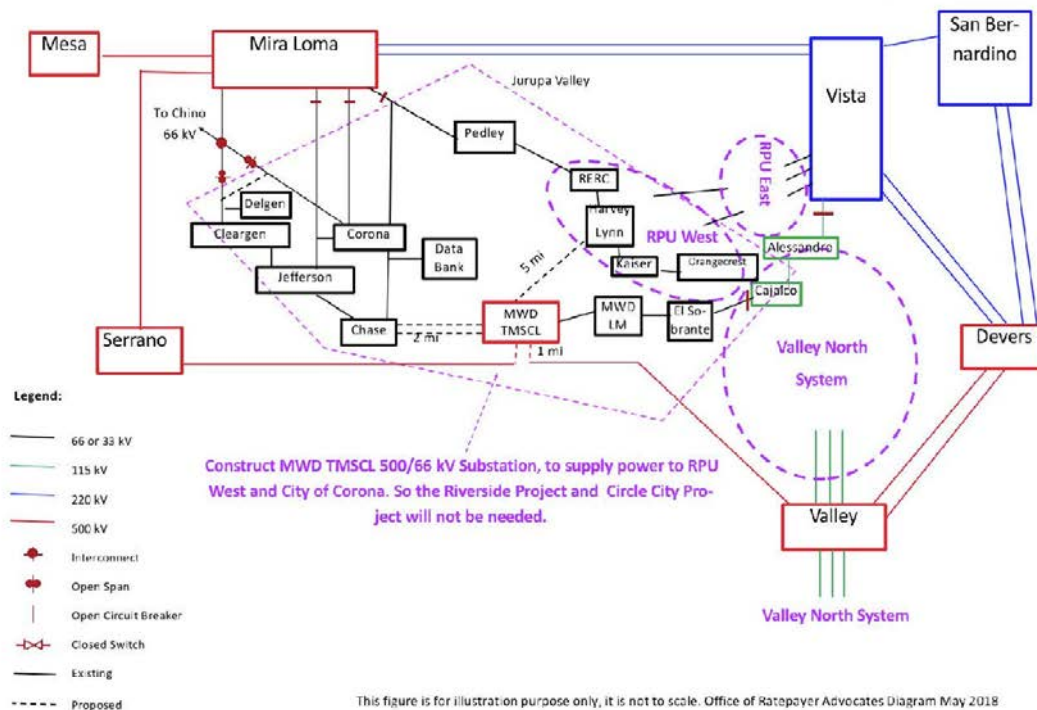 Mesa
Mira Loma
San Ber-
nardino
Jurupa Valley
Vista
To Chino
66 kV
Pedley
RPU East
RERC
Delgen
Harvey
Lynn
RPU West
Cleargen
Corona
Alessandro
Data
Bank
Kaiser
Orangecrest
Jefferson
5 mi
Cajalco
MWD
TMSCL
MWD
LM
El So-
brante
Chase
2 mi
Serrano
1 mi
Valley North
System
Devers
Legend:
66 or 33 kV
115 kV
220 kV
500 kV
Interconnect
Open Span
Open Circuit Breaker
Closed Switch
Existing
Proposed
Construct MWD TMSCL 500/66 kV Substation, to supply power to RPU
West and City of Corona. So the Riverside Project and Circle City Pro-
ject will not be needed.
Valley
Valley North System
This figure is for illustration purpose only, it is not to scale. Office of Ratepayer Advocates Diagram May 2018